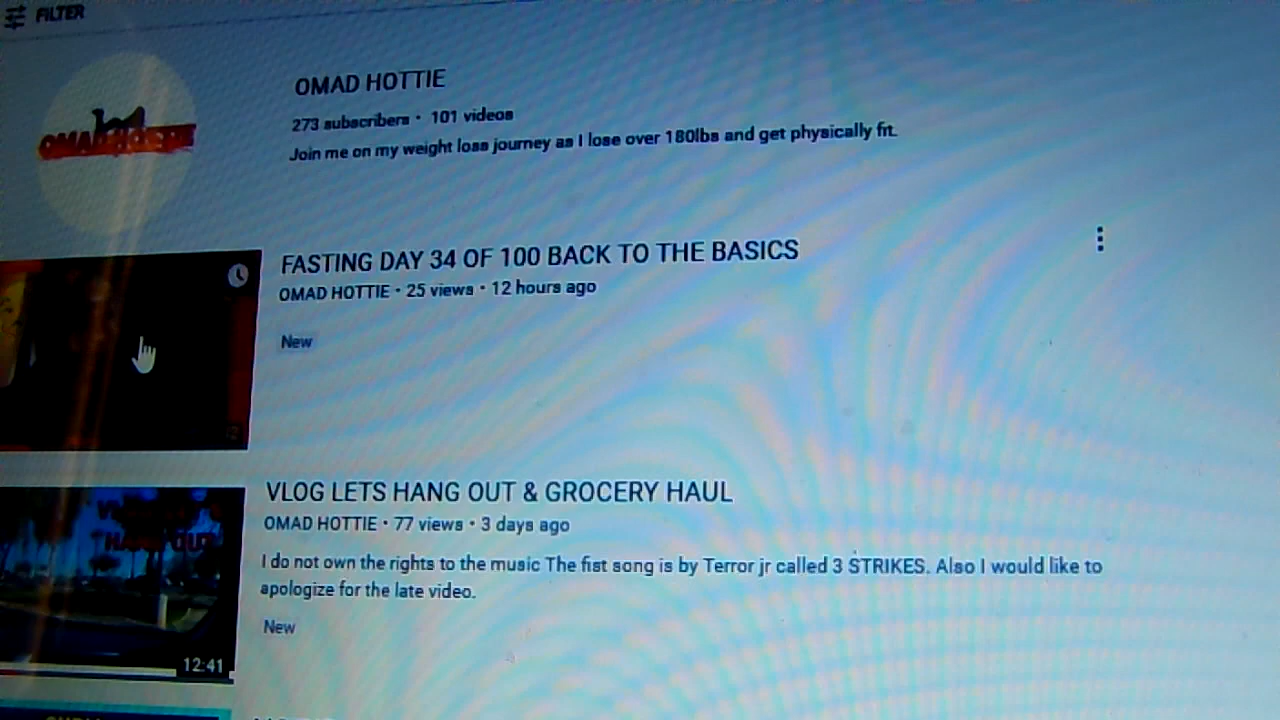 FILTER
OMAD HOTTIE
OMAD HOTTIE
273 subscribers • 101 videos
Join me on my weight loss journey as I lose over 180lbs and get physically fit.
FASTING DAY 34 OF 100 BACK TO THE BASICS
OMAD HOTTIE • 25 views • 12 hours ago
New
VLOG LETS HANG OUT & GROCERY HAUL
OMAD HOTTIE • 77 views • 3 days ago
HANG OUT
I do not own the rights to the music The fist song is by Terror jr called 3 STRIKES. Also I would like to
apologize for the late video.
New
12:41